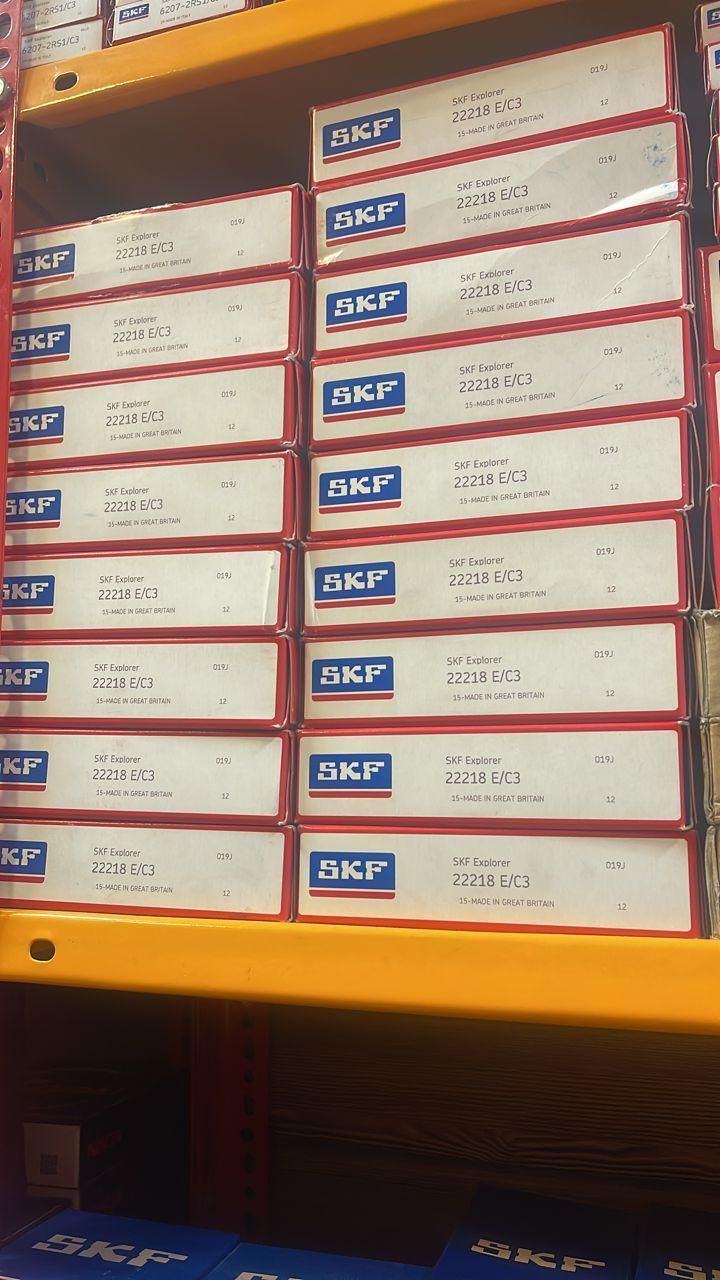 6207-2RS1/C3
SKF
6207-2RS1/C3
6207-2RS1/C3
SKF
SKF Explorer
22218 E/C3
15-MADE IN GREAT BRITAIN
019J
12
SKF
SKF Explorer
22218 E/C3
15-MADE IN GREAT BRITAIN
019J
12
SKF
SKF Explorer
22218 E/C3
15-MADE IN GREAT BRITAIN
019J
12
SKF
SKF Explorer
22218 E/C3
15-MADE IN GREAT BRITAIN
019J
12
SKF
SKF Explorer
22218 E/C3
15-MADE IN GREAT BRITAIN
019J
12
SKF
SKF Explorer
22218 E/C3
15-MADE IN GREAT BRITAIN
019J
12
SKF
SKF Explorer
22218 E/C3
15-MADE IN GREAT BRITAIN
019J
12
SKF
SKF Explorer
22218 E/C3
15-MADE IN GREAT BRITAIN
019J
12
SKF
SKF Explorer
22218 E/C3
15-MADE IN GREAT BRITAIN
019J
12
SKF
SKF Explorer
22218 E/C3
15-MADE IN GREAT BRITAIN
019J
12
SKF
SKF Explorer
22218 E/C3
15-MADE IN GREAT BRITAIN
019J
12
SKF
SKF Explorer
22218 E/C3
15-MADE IN GREAT BRITAIN
019J
12
SKF
SKF Explorer
22218 E/C3
15-MADE IN GREAT BRITAIN
019J
12
SKF
SKF Explorer
22218 E/C3
15-MADE IN GREAT BRITAIN
019J
12
SKF
SKF Explorer
22218 E/C3
15-MADE IN GREAT BRITAIN
019J
12
SKF
SKF Explorer
22218 E/C3
15-MADE IN GREAT BRITAIN
019J
12
SKF
SKF Explorer
22218 E/C3
15-MADE IN GREAT BRITAIN
019J
12
SKF
SKF